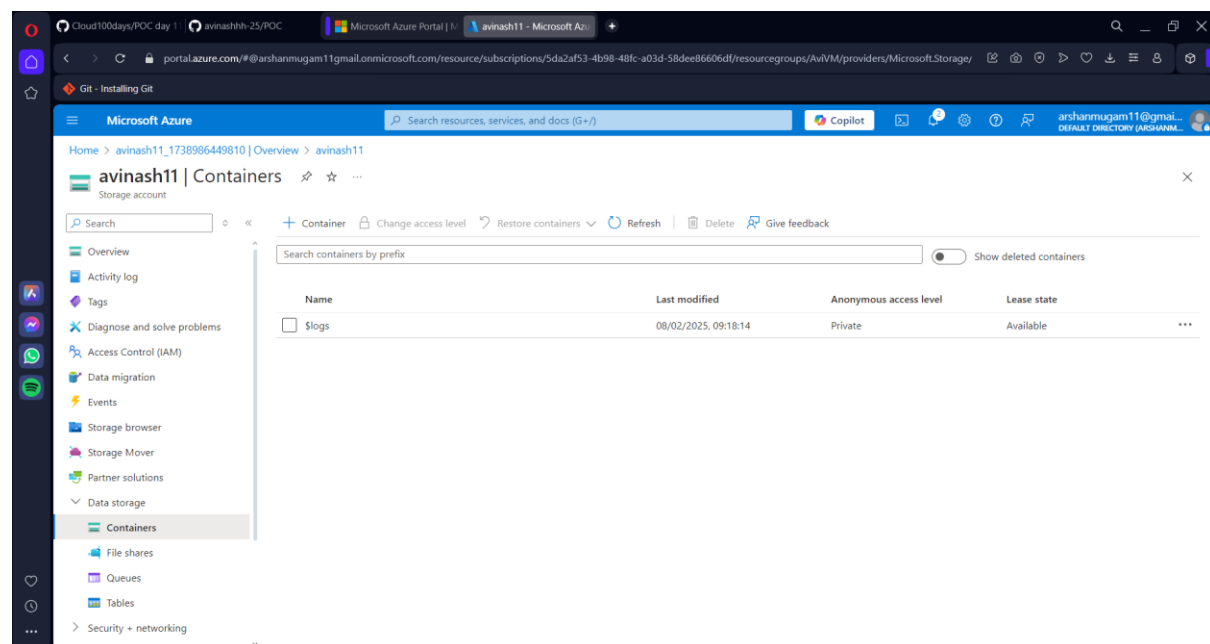 Cloud100days/POC day 1
avinashhh-25/POC
Microsoft Azure Portal | M
avinash11 - Microsoft Azu
portal.azure.com/#@arshanmugam11gmail.onmicrosoft.com/resource/subscriptions/5da2af53-4b98-48fc-a03d-58dee86606df/resourcegroups/AviVM/providers/Microsoft.Storage/
Git - Installing Git
Microsoft Azure
Search resources, services, and docs (G+/)
Copilot
2
arshanmugam11@gmai...
DEFAULT DIRECTORY (ARSHANM...
Home > avinash11_1738986449810 | Overview > avinash11
avinash11 | Containers
Storage account
Search
+ Container
Change access level
Restore containers
Refresh
Delete
Give feedback
Search containers by prefix
Show deleted containers
Name Last modified Anonymous access level Lease state
$logs 08/02/2025, 09:18:14 Private Available
Overview
Activity log
Tags
Diagnose and solve problems
Access Control (IAM)
Data migration
Events
Storage browser
Storage Mover
Partner solutions
Data storage
Containers
File shares
Queues
Tables
Security + networking